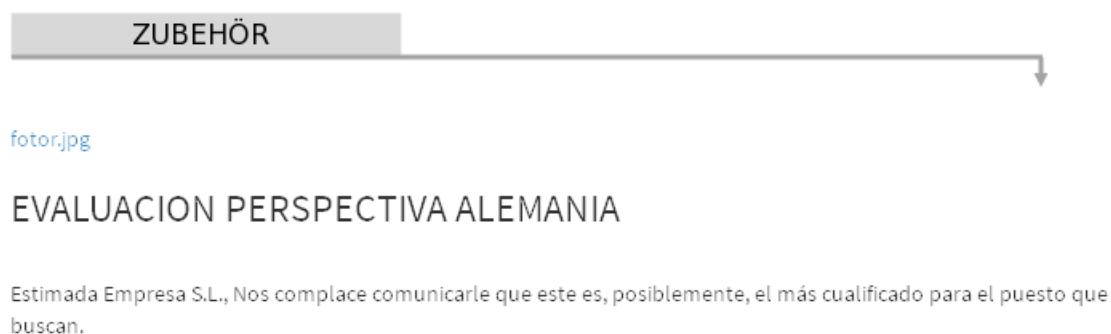 ZUBEHÖR
fotor.jpg
EVALUACION PERSPECTIVA ALEMANIA
Estimada Empresa S.L., Nos complace comunicarle que este es, posiblemente, el más cualificado para el puesto que
buscan.